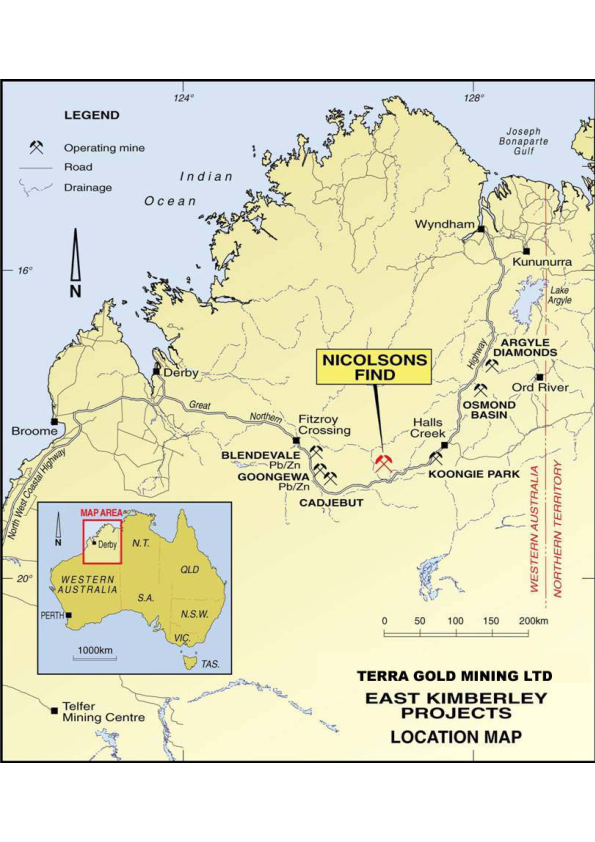 124°
128°
LEGEND
Operating mine
Road
Drainage
Indian
Ocean
Joseph
Bonaparte
Gulf
Wyndham
Kununurra
16°
N
Lake
Argyle
ARGYLE
DIAMONDS
NICOLSONS
FIND
Highway
Derby
Ord River
Great
Northern
OSMOND
BASIN
Fitzroy
Crossing
Halls
Creek
Broome
BLENDEVALE
Pb/Zn
GOONGEWA
Pb/Zn
KOONGIE PARK
CADJEBUT
North West Coastal Highway
WESTERN AUSTRALIA
NORTHERN TERRITORY
MAP AREA
N
Derby
N.T.
QLD
WESTERN
AUSTRALIA
S.A.
N.S.W.
PERTH
VIC.
TAS.
1000km
20°
0 50 100 150 200km
TERRA GOLD MINING LTD
EAST KIMBERLEY
PROJECTS
LOCATION MAP
Telfer
Mining Centre